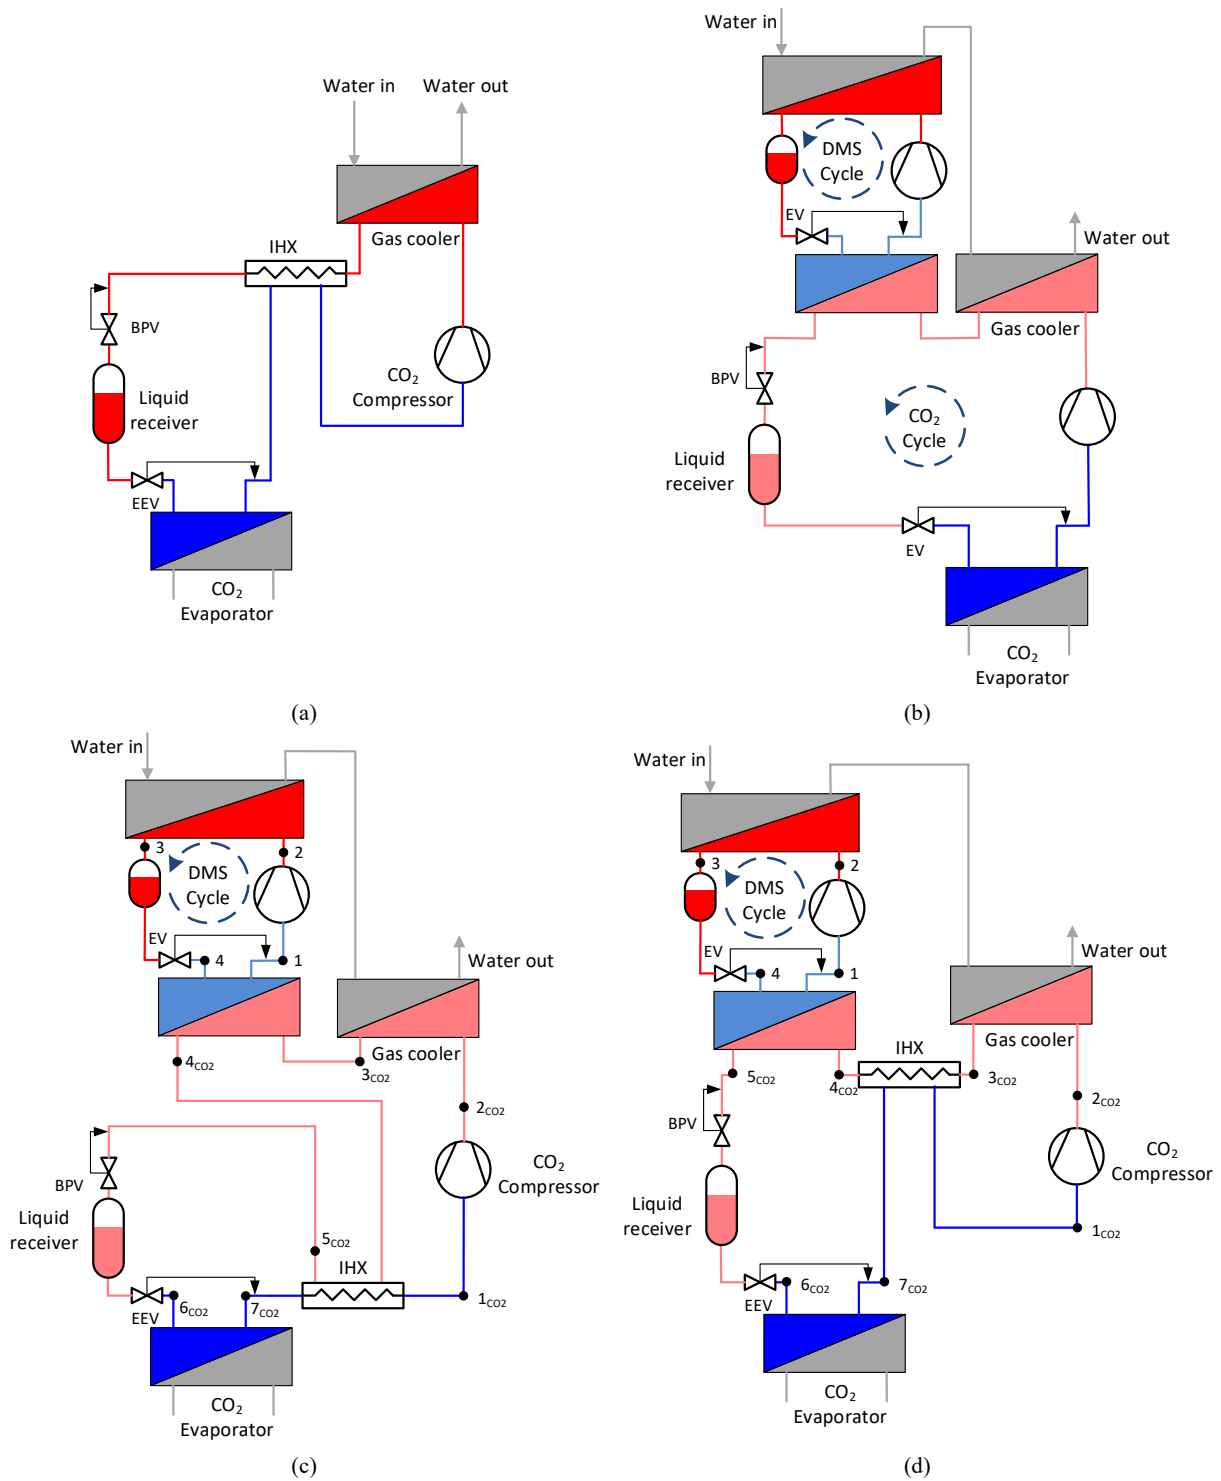 Water in
Water out
Gas cooler
IHX
BPV
CO₂
Compressor
Liquid
receiver
EEV
CO₂
Evaporator
(a)
Water in
DMS
Cycle
EV
Water out
Gas cooler
BPV
CO₂
Cycle
Liquid
receiver
EV
CO₂
Evaporator
(b)
Water in
3
2
DMS
Cycle
EV
4
1
Water out
Gas cooler
4CO2
3CO2
2CO2
BPV
CO₂
Compressor
Liquid
receiver
5CO2
IHX
1CO2
6CO2
7CO2
EEV
CO₂
Evaporator
(c)
Water in
3
2
DMS
Cycle
EV
4
1
Water out
Gas cooler
IHX
5CO2
4CO2
3CO2
2CO2
BPV
CO₂
Compressor
Liquid
receiver
1CO2
6CO2
7CO2
EEV
CO₂
Evaporator
(d)